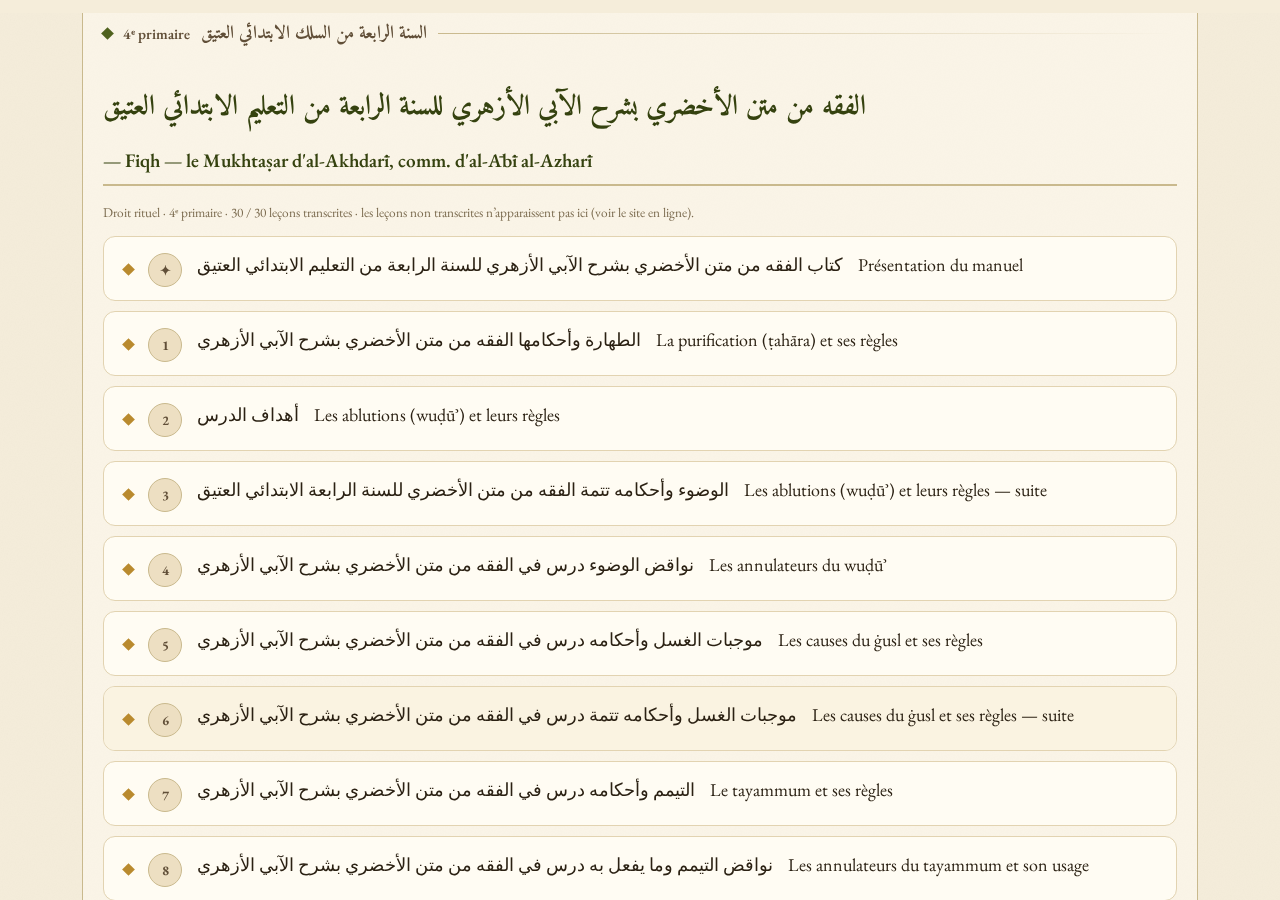 4ᵉ primaire السنة الرابعة من السلك الابتدائي العتيق
الفقه من متن الأخضري بشرح الآبي الأزهري للسنة الرابعة من التعليم الابتدائي العتيق
— Fiqh — le Mukhtaṣar d'al-Akhdarī, comm. d'al-Ābī al-Azharī
Droit rituel · 4ᵉ primaire · 30 / 30 leçons transcrites · les leçons non transcrites n’apparaissent pas ici (voir le site en ligne).
✦ كتاب الفقه من متن الأخضري بشرح الآبي الأزهري للسنة الرابعة من التعليم الابتدائي العتيق Présentation du manuel
1 الطهارة وأحكامها الفقه من متن الأخضري بشرح الآبي الأزهري La purification (ṭahāra) et ses règles
2 أهداف الدرس Les ablutions (wuḍūʾ) et leurs règles
3 الوضوء وأحكامه تتمة الفقه من متن الأخضري للسنة الرابعة الابتدائي العتيق Les ablutions (wuḍūʾ) et leurs règles — suite
4 نواقض الوضوء درس في الفقه من متن الأخضري بشرح الآبي الأزهري Les annulateurs du wuḍūʾ
5 موجبات الغسل وأحكامه درس في الفقه من متن الأخضري بشرح الآبي الأزهري Les causes du ġusl et ses règles
6 موجبات الغسل وأحكامه تتمة درس في الفقه من متن الأخضري بشرح الآبي الأزهري Les causes du ġusl et ses règles — suite
7 التيمم وأحكامه درس في الفقه من متن الأخضري بشرح الآبي الأزهري Le tayammum et ses règles
8 نواقض التيمم وما يفعل به درس في الفقه من متن الأخضري بشرح الآبي الأزهري Les annulateurs du tayammum et son usage